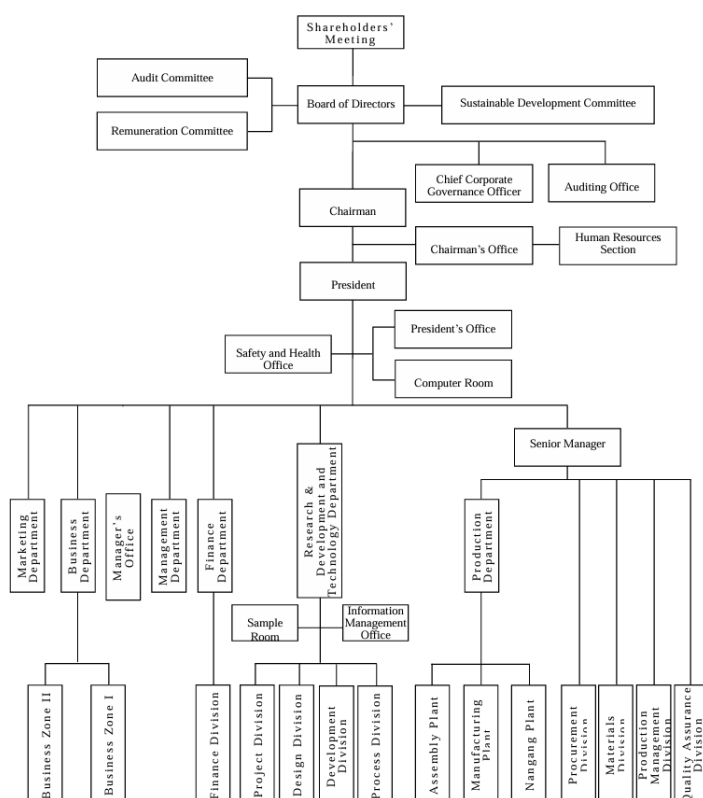 Shareholders'
Meeting
Audit Committee
Board of Directors
Sustainable Development Committee
Remuneration Committee
Chief Corporate
Governance Officer
Auditing Office
Chairman
Chairman's Office
Human Resources
Section
President
President's Office
Safety and Health
Office
Computer Room
Senior Manager
Marketing
Department
Business
Department
Manager's
Office
Management
Department
Finance
Department
Research &
Development and
Technology Department
Production
Department
Sample
Room
Information
Management
Office
Business Zone II
Business Zone I
Finance Division
Project Division
Design Division
Development
Division
Process Division
Assembly Plant
Manufacturing
Plant
Nangang Plant
Procurement
Division
Materials
Division
Production
Management
Division
Quality Assurance
Division